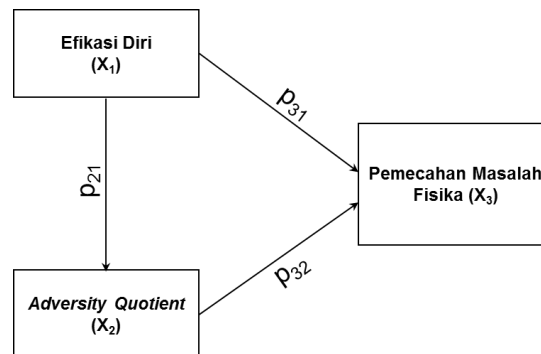 Efikasi Diri
(X₁)
p₃₁
p₂₁
Pemecahan Masalah
Fisika (X₃)
p₃₂
Adversity Quotient
(X₂)